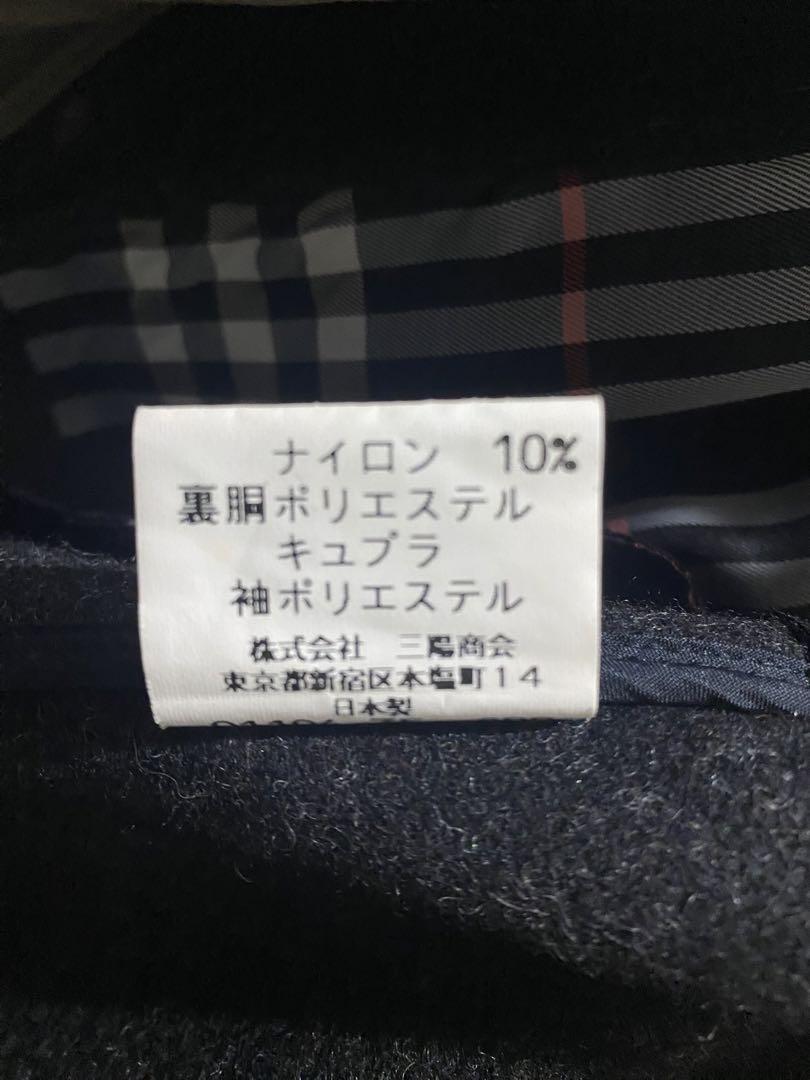 ナイロン 10%
裏胴ポリエステル
キュプラ
袖ポリエステル
株式会社 三陽商会
東京都新宿区本塩町14
日本製